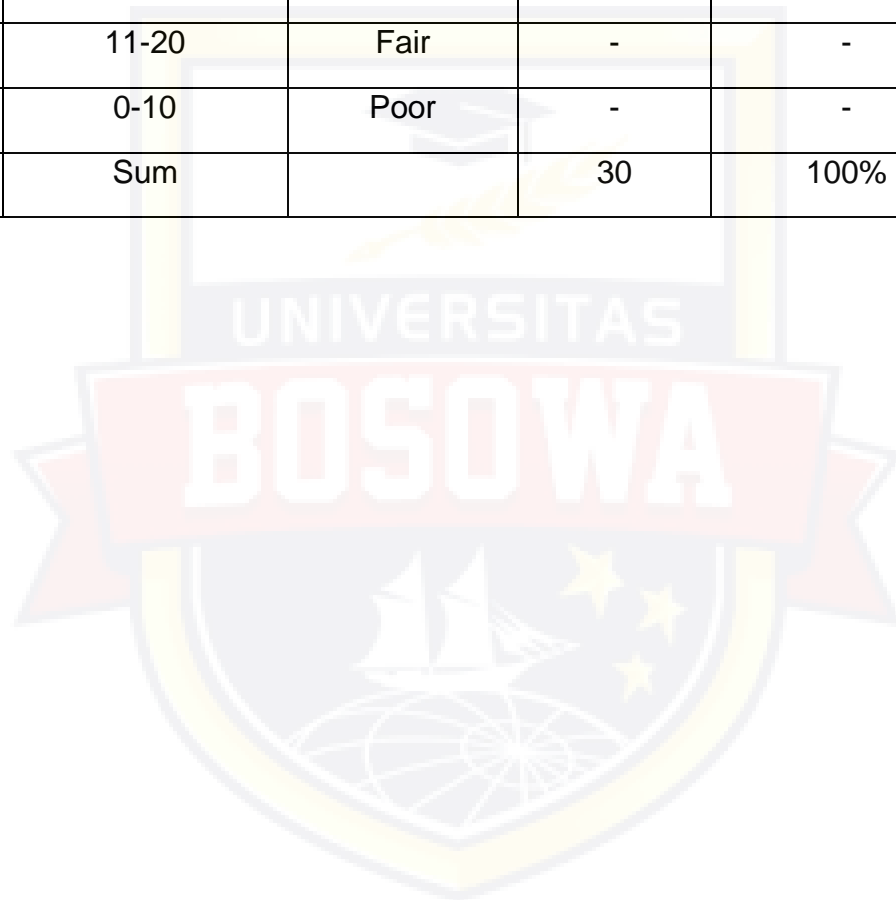 11-20 Fair - -
0-10 Poor - -
Sum 30 100%
UNIVERSITAS
BOSOWA